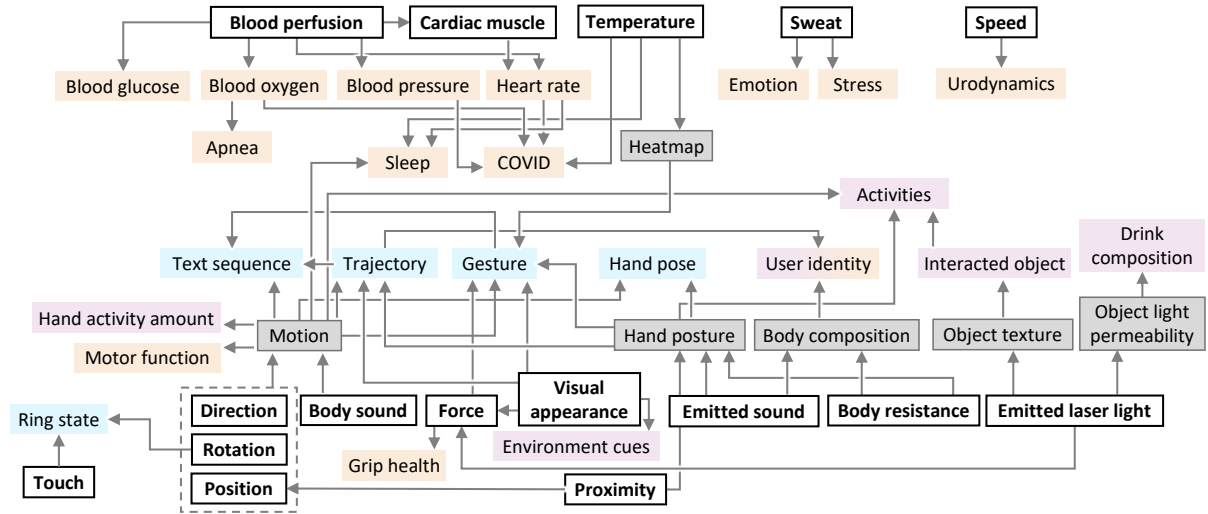 Blood perfusion
Cardiac muscle
Temperature
Sweat
Speed
Blood glucose
Blood oxygen
Blood pressure
Heart rate
Emotion
Stress
Urodynamics
Apnea
Sleep
COVID
Heatmap
Activities
Text sequence
Trajectory
Gesture
Hand pose
User identity
Interacted object
Drink
composition
Hand activity amount
Motion
Hand posture
Body composition
Object texture
Object light
permeability
Motor function
Direction
Body sound
Force
Visual
appearance
Emitted sound
Body resistance
Emitted laser light
Ring state
Rotation
Grip health
Environment cues
Touch
Position
Proximity